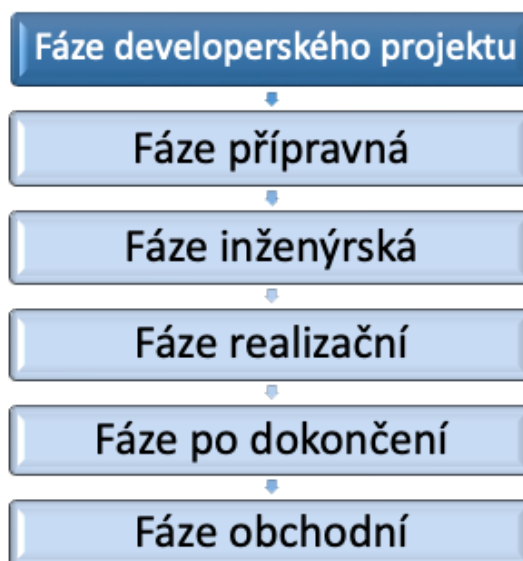 Fáze developerského projektu
Fáze přípravná
Fáze inženýrská
Fáze realizační
Fáze po dokončení
Fáze obchodní